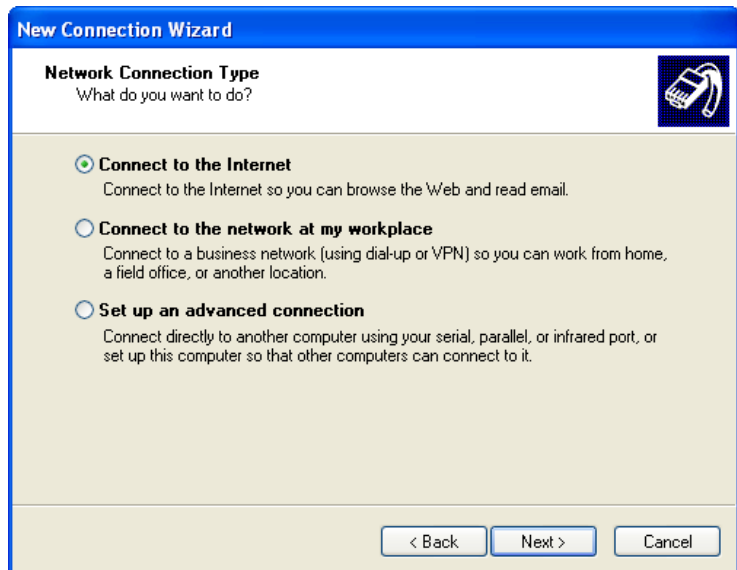 New Connection Wizard
Network Connection Type
What do you want to do?
Connect to the Internet
Connect to the Internet so you can browse the Web and read email.
Connect to the network at my workplace
Connect to a business network (using dial-up or VPN) so you can work from home,
a field office, or another location.
Set up an advanced connection
Connect directly to another computer using your serial, parallel, or infrared port, or
set up this computer so that other computers can connect to it.
< Back Next > Cancel